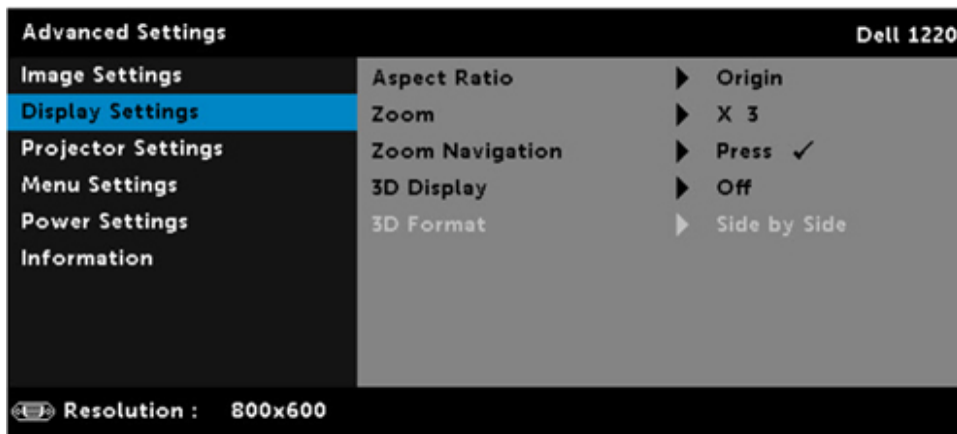 Advanced Settings Dell 1220
Image Settings
Display Settings
Projector Settings
Menu Settings
Power Settings
Information
Aspect Ratio Origin
Zoom X 3
Zoom Navigation Press ✓
3D Display Off
3D Format Side by Side
Resolution : 800x600